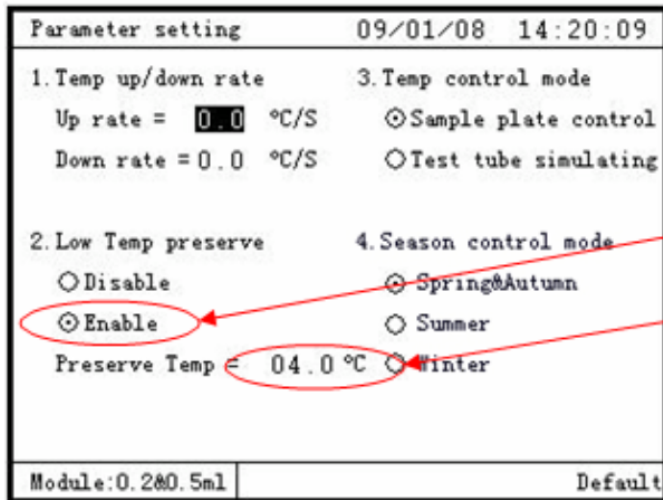 Parameter setting 09/01/08 14:20:09
1.Temp up/down rate
Up rate = 0.0 °C/S
Down rate = 0.0 °C/S
3.Temp control mode
Sample plate control
Test tube simulating
2.Low Temp preserve
Disable
Enable
Preserve Temp = 04.0 °C
4.Season control mode
Spring&Autumn
Summer
Winter
Module:0.2&0.5ml Default